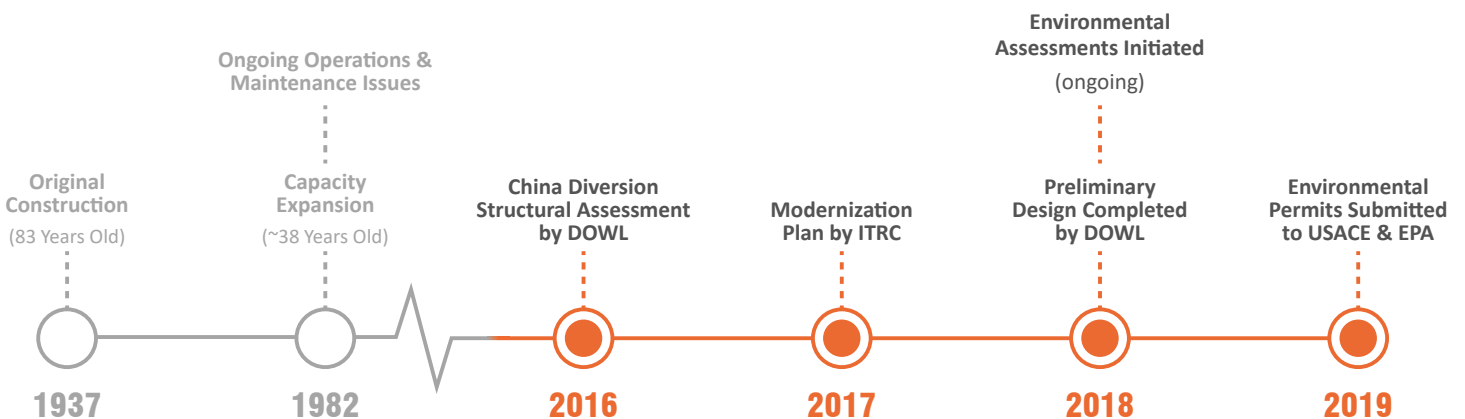 Ongoing Operations &
Maintenance Issues
Environmental
Assessments Initiated
(ongoing)
Original
Construction
(83 Years Old)
Capacity
Expansion
(~38 Years Old)
China Diversion
Structural Assessment
by DOWL
Modernization
Plan by ITRC
Preliminary
Design Completed
by DOWL
Environmental
Permits Submitted
to USACE & EPA
1937
1982
2016
2017
2018
2019